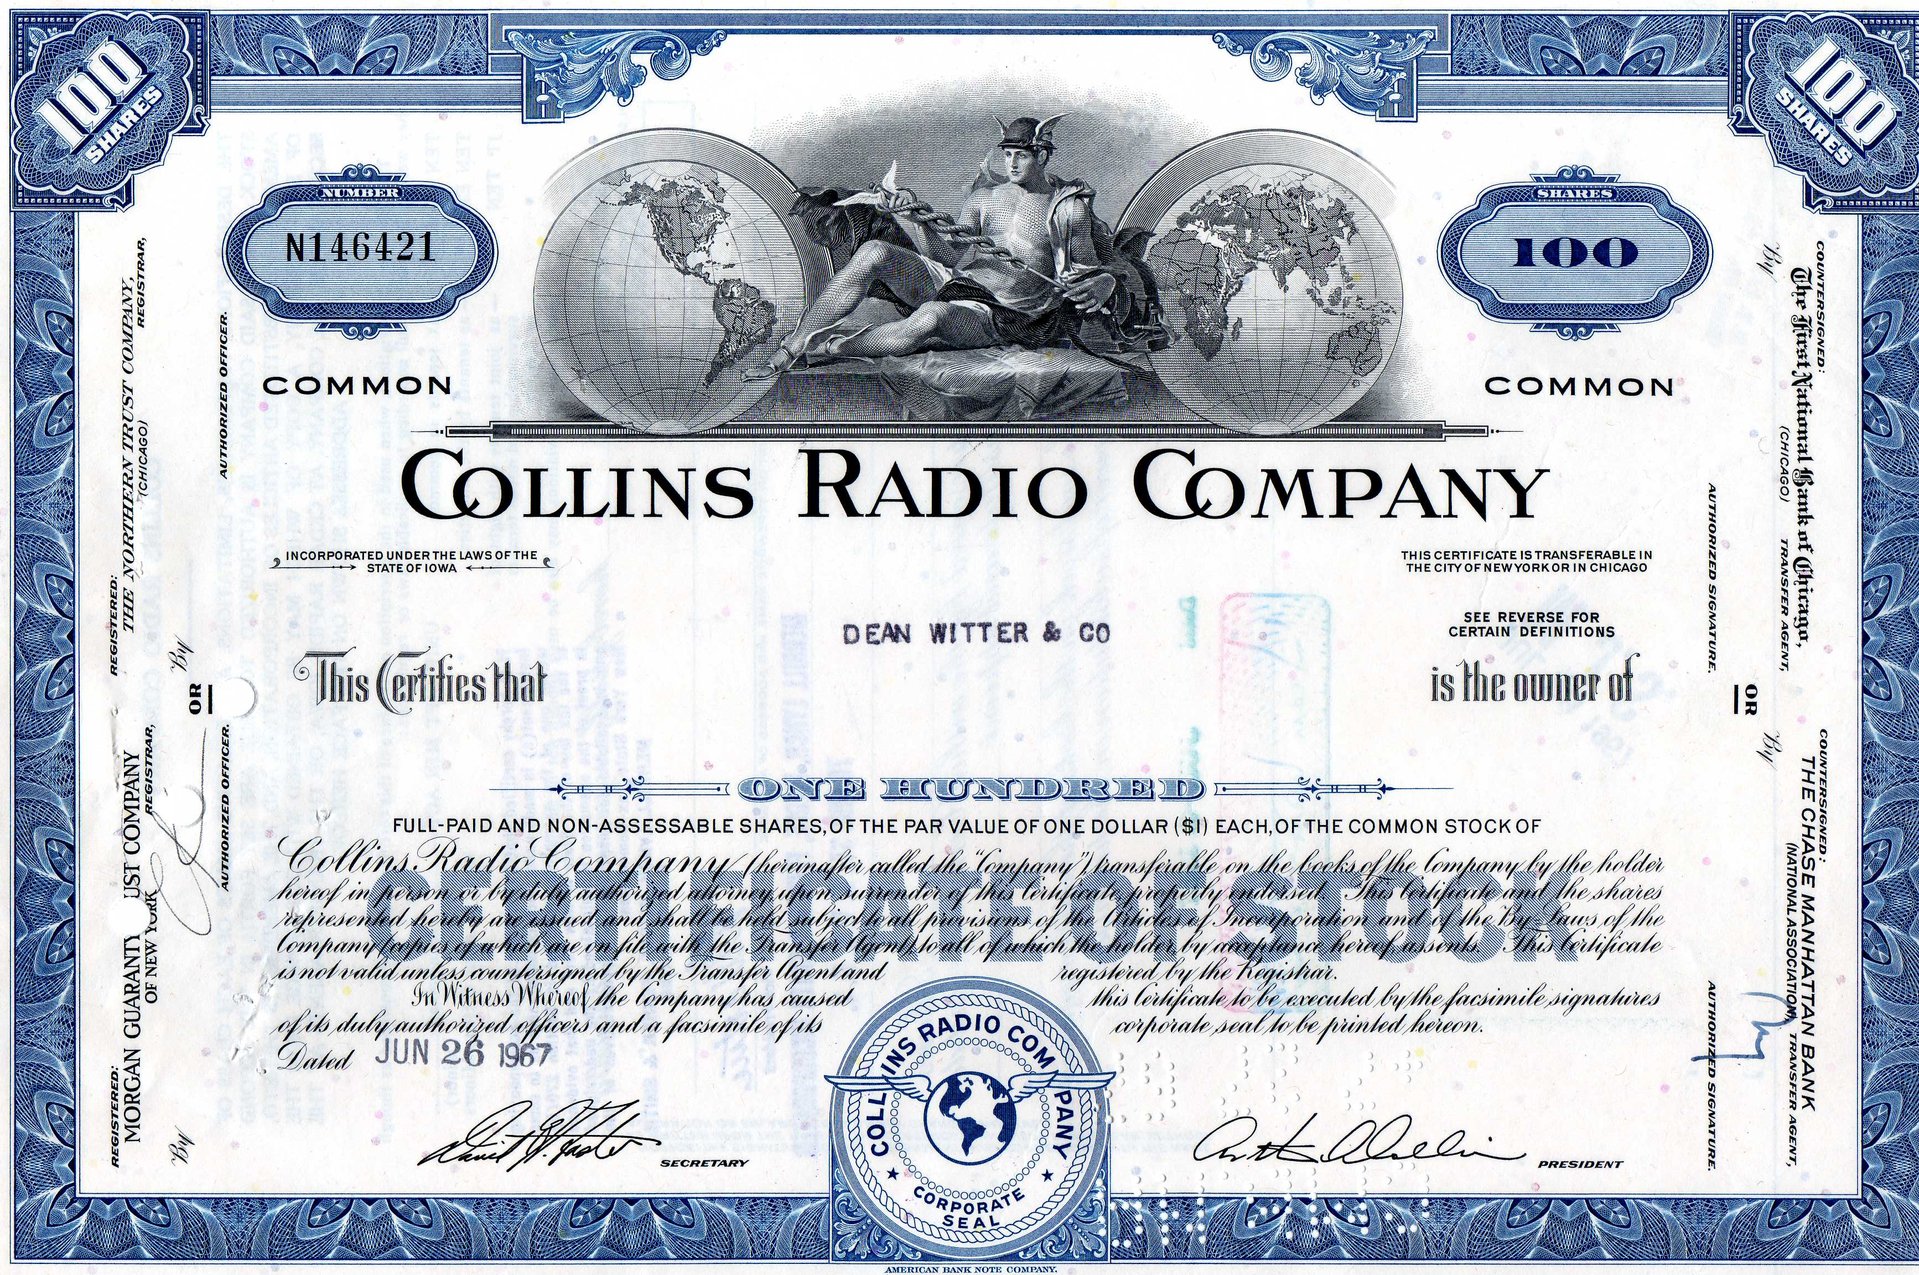 100
SHARES
100
SHARES
NUMBER
N146421
SHARES
100
COMMON
COMMON
COLLINS RADIO COMPANY
INCORPORATED UNDER THE LAWS OF THE
STATE OF IOWA
THIS CERTIFICATE IS TRANSFERABLE IN
THE CITY OF NEW YORK OR IN CHICAGO
SEE REVERSE FOR
CERTAIN DEFINITIONS
DEAN WITTER & CO
This Certifies that
is the owner of
ONE HUNDRED
FULL-PAID AND NON-ASSESSABLE SHARES, OF THE PAR VALUE OF ONE DOLLAR ($1) EACH, OF THE COMMON STOCK OF
Collins Radio Company (hereinafter called the "Company") transferable on the books of the Company by the holder
hereof in person or by duly authorized attorney upon surrender of this Certificate properly endorsed. This Certificate and the shares
represented hereby are issued and shall be held subject to all provisions of the Articles of Incorporation and of the By-Laws of the
Company (copies of which are on file with the Transfer Agent) to all of which the holder by acceptance hereof assents. This Certificate
is not valid unless countersigned by the Transfer Agent and registered by the Registrar.
In Witness Whereof, the Company has caused this Certificate to be executed by the facsimile signatures
of its duly authorized officers and a facsimile of its corporate seal to be printed hereon.
CERTIFICATE OF STOCK
Dated JUN 26 1967
SECRETARY
PRESIDENT
COLLINS RADIO COMPANY
CORPORATE
SEAL
AMERICAN BANK NOTE COMPANY.
REGISTERED:
THE NORTHERN TRUST COMPANY,
(CHICAGO) REGISTRAR,
By
AUTHORIZED OFFICER.
OR
REGISTERED:
MORGAN GUARANTY UST COMPANY
OF NEW YORK REGISTRAR,
By
AUTHORIZED OFFICER.
COUNTERSIGNED:
The First National Bank of Chicago,
(CHICAGO) TRANSFER AGENT,
By
AUTHORIZED SIGNATURE.
OR
COUNTERSIGNED:
THE CHASE MANHATTAN BANK
(NATIONAL ASSOCIATION) TRANSFER AGENT,
By
AUTHORIZED SIGNATURE.